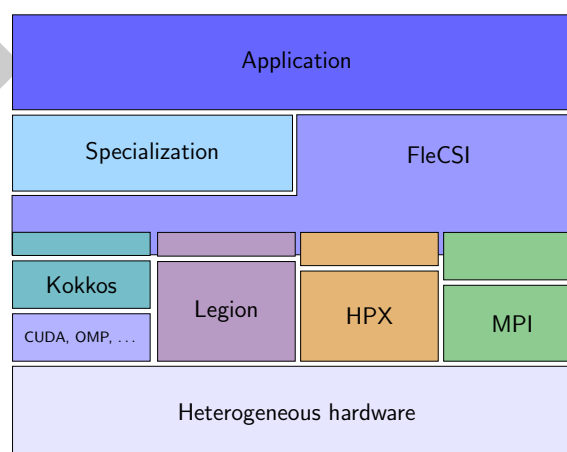 Application
Specialization
FleCSI
Kokkos
Legion
HPX
MPI
CUDA, OMP, ...
Heterogeneous hardware